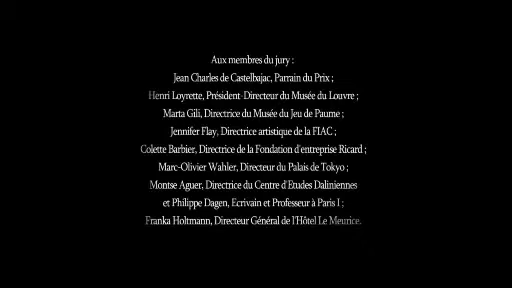 Aux membres du jury :
Jean Charles de Castelbajac, Parrain du Prix ;
Henri Loyrette, Président-Directeur du Musée du Louvre ;
Marta Gili, Directrice du Musée du Jeu de Paume ;
Jennifer Flay, Directrice artistique de la FIAC ;
Colette Barbier, Directrice de la Fondation d'entreprise Ricard ;
Marc-Olivier Wahler, Directeur du Palais de Tokyo ;
Montse Aguer, Directrice du Centre d'Etudes Daliniennes
et Philippe Dagen, Ecrivain et Professeur à Paris I ;
Franka Holtmann, Directeur Général de l'Hôtel Le Meurice.